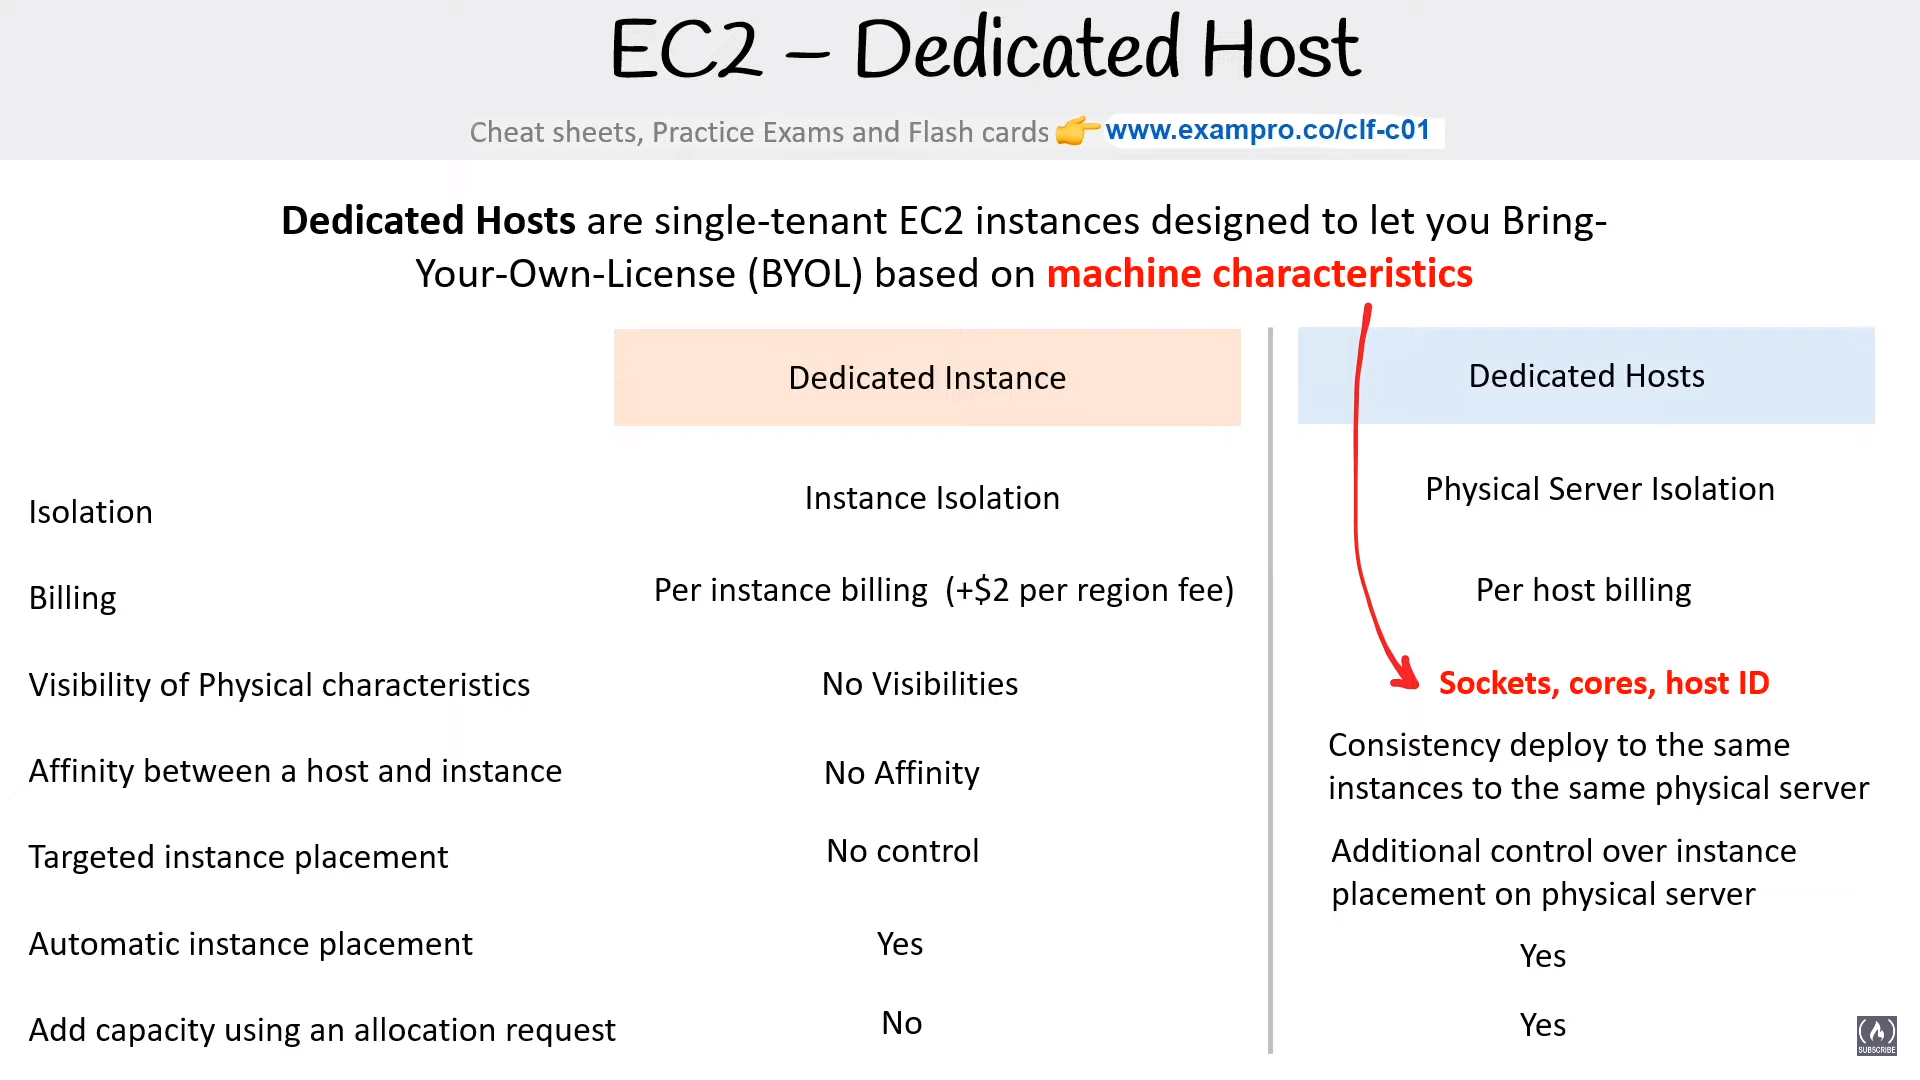 EC2 – Dedicated Host
Cheat sheets, Practice Exams and Flash cards 👉 www.exampro.co/clf-c01
Dedicated Hosts are single-tenant EC2 instances designed to let you Bring-
Your-Own-License (BYOL) based on machine characteristics
Dedicated Instance
Dedicated Hosts
Isolation
Instance Isolation
Physical Server Isolation
Billing
Per instance billing (+$2 per region fee)
Per host billing
Visibility of Physical characteristics
No Visibilities
Sockets, cores, host ID
Affinity between a host and instance
No Affinity
Consistency deploy to the same
instances to the same physical server
Targeted instance placement
No control
Additional control over instance
placement on physical server
Automatic instance placement
Yes
Yes
Add capacity using an allocation request
No
Yes
SUBSCRIBE